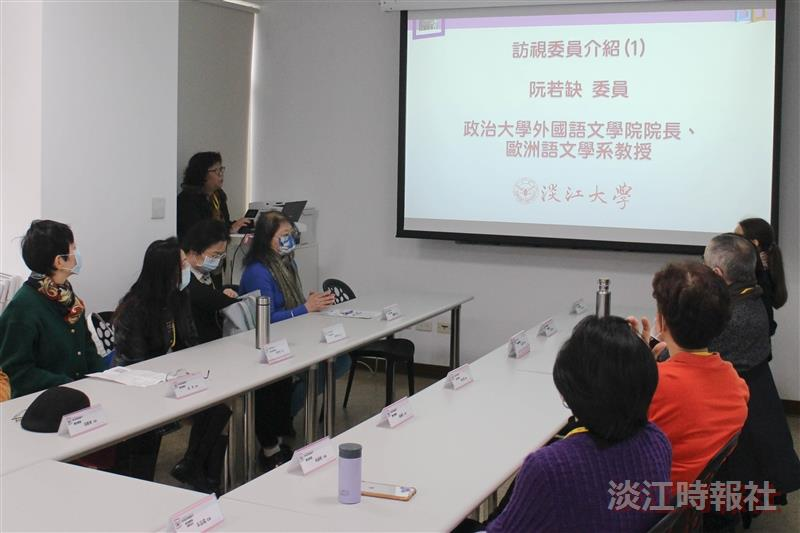 訪視委員介紹(1)
阮若缺 委員
政治大學外國語文學院院長、
歐洲語文學系教授
淡江大學
淡江時報社